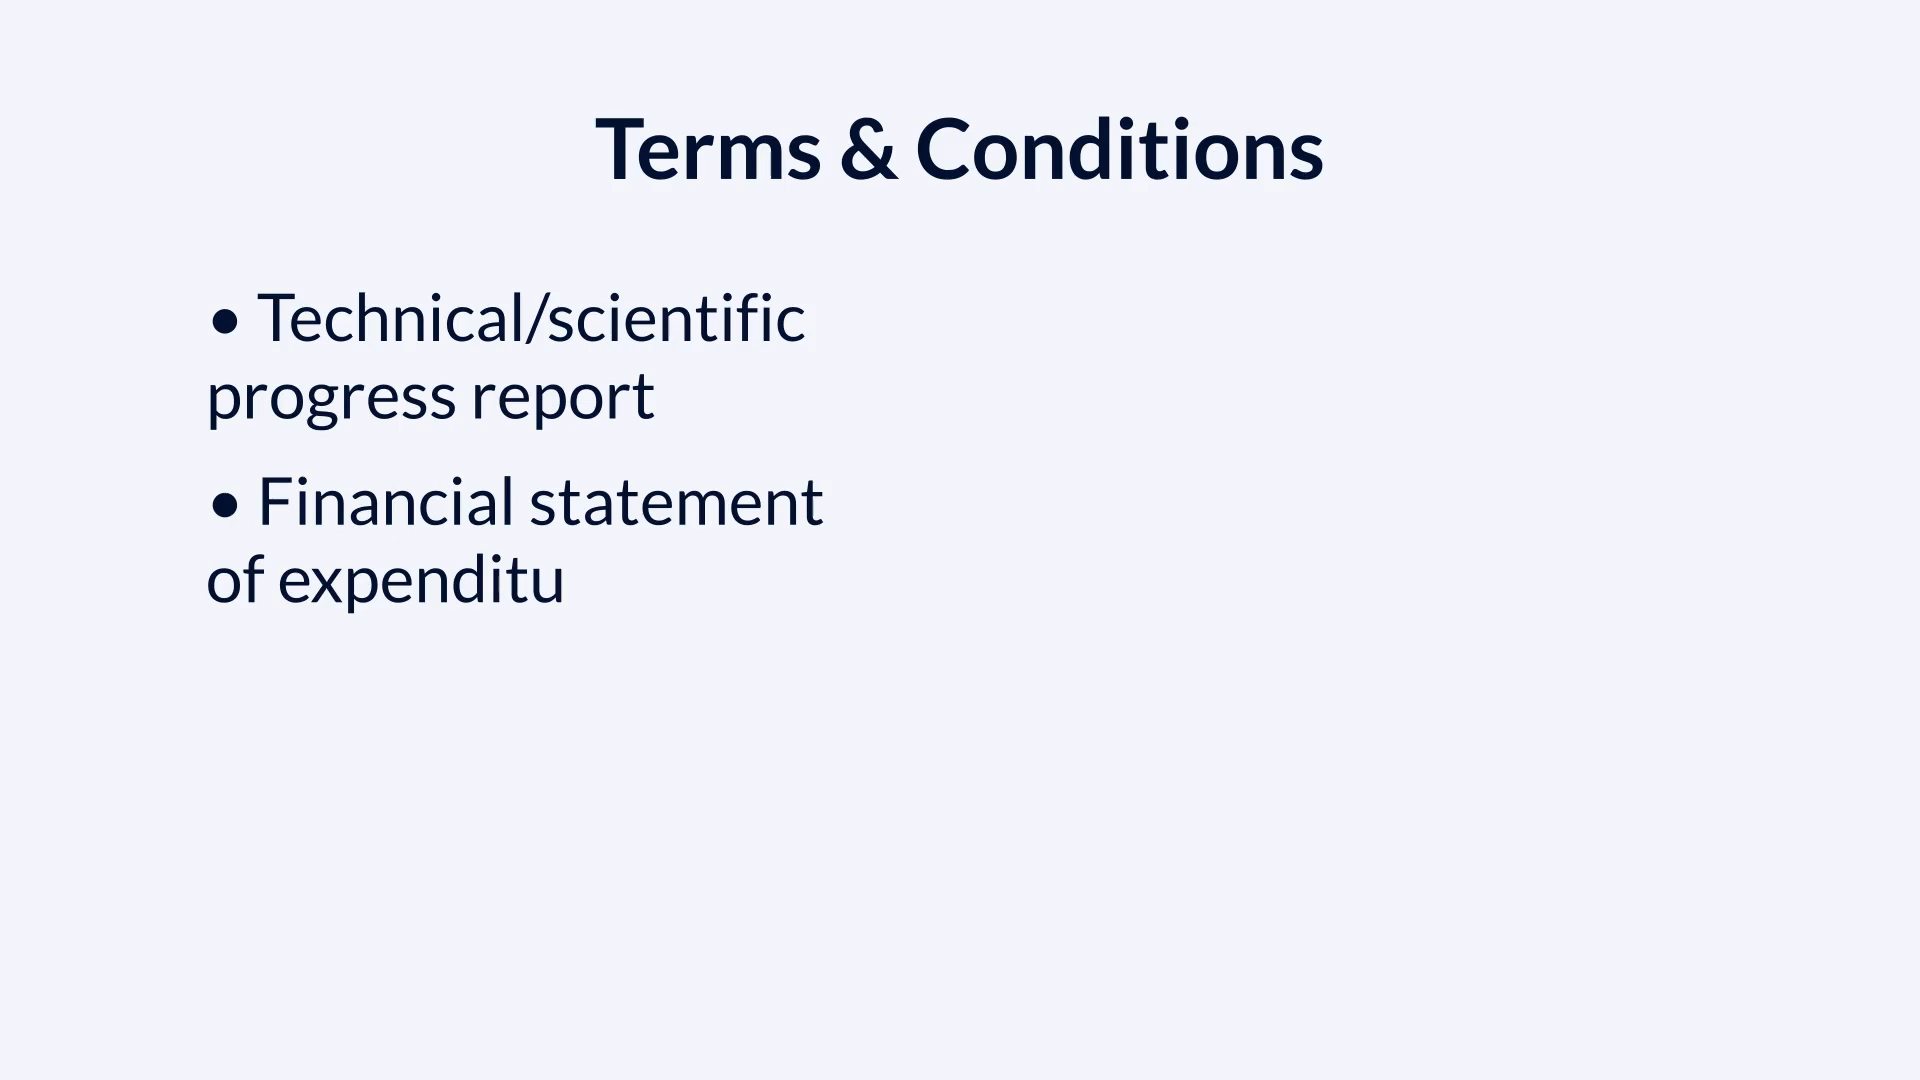 Terms & Conditions
• Technical/scientific
progress report
• Financial statement
of expenditu